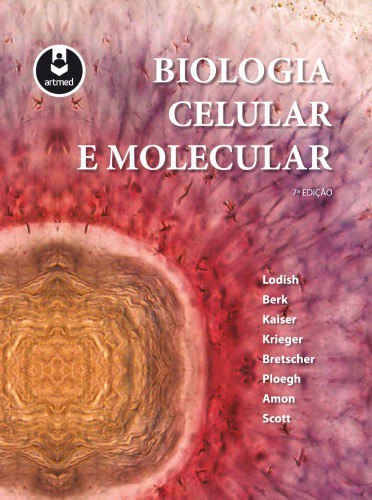 artmed
BIOLOGIA
CELULAR
E MOLECULAR
7ª EDIÇÃO
Lodish
Berk
Kaiser
Krieger
Bretscher
Ploegh
Amon
Scott